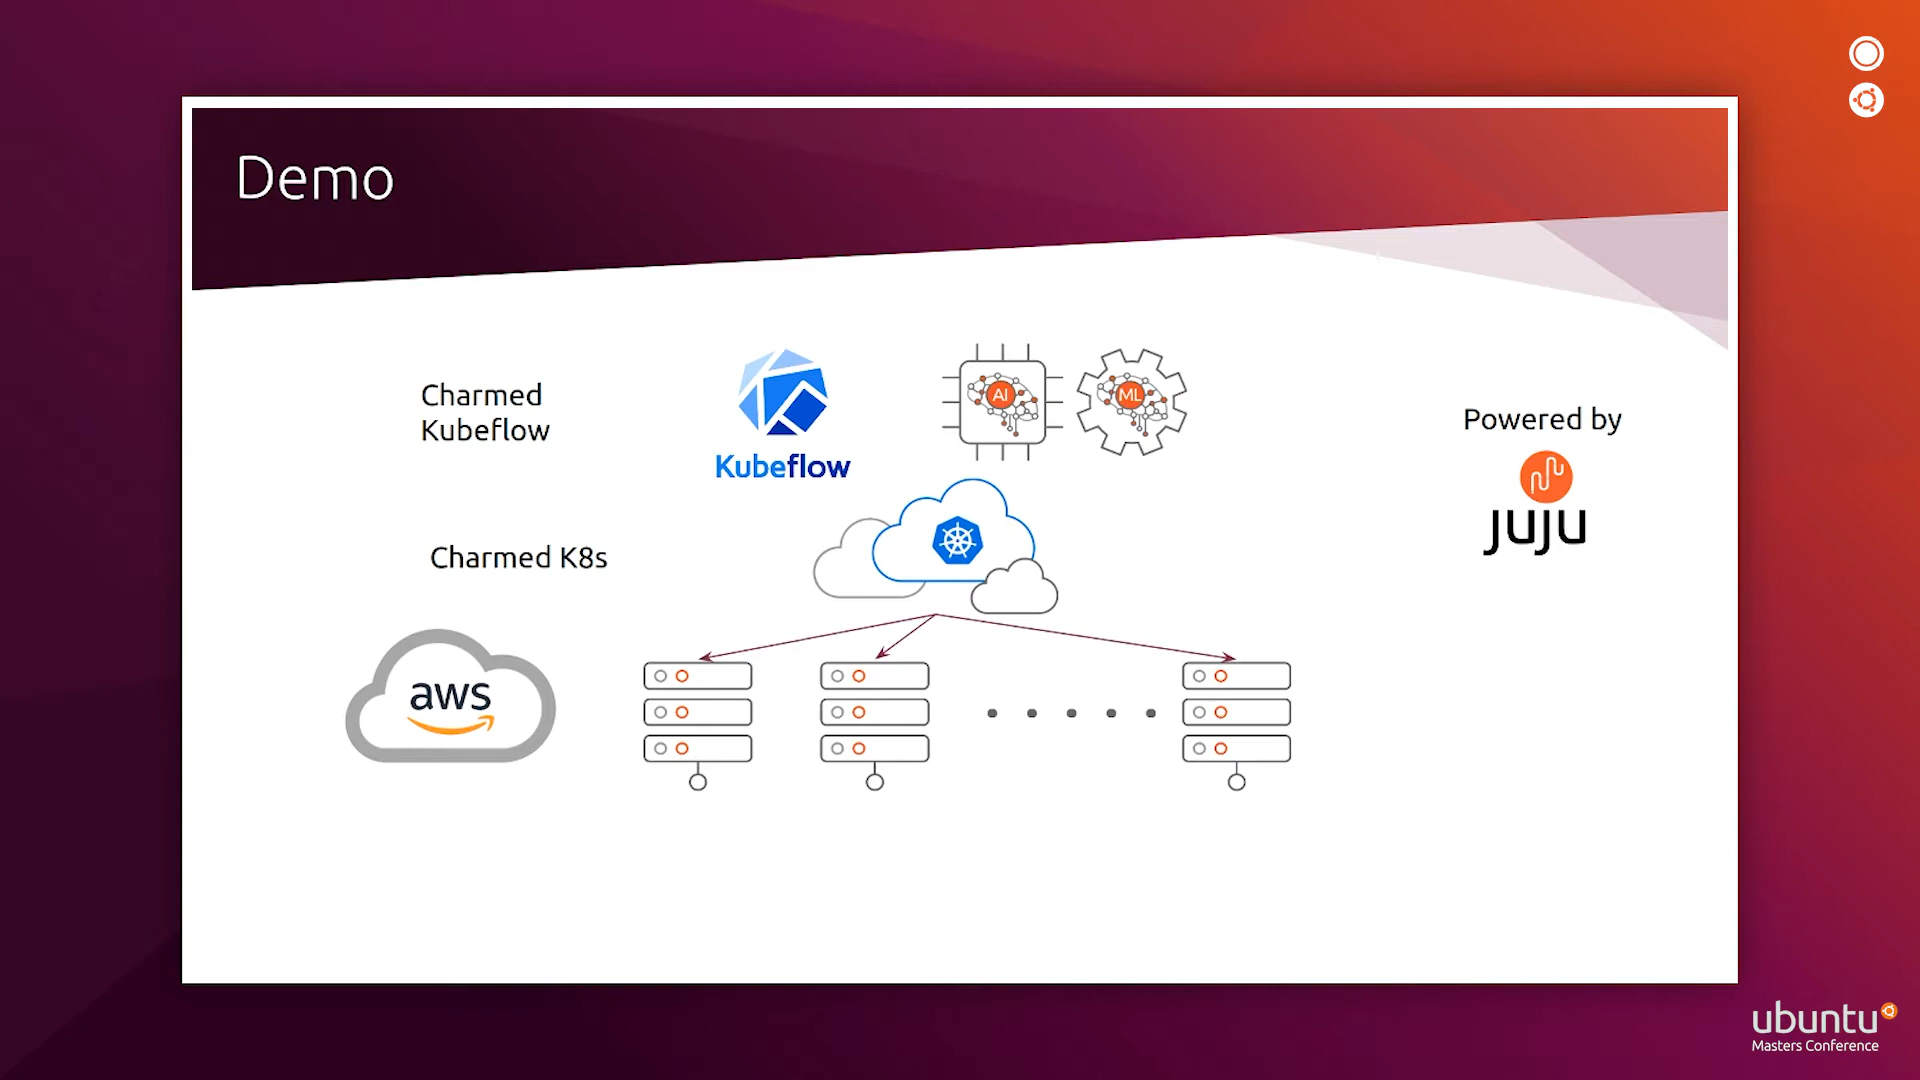 Demo
Charmed
Kubeflow
Kubeflow
AI
ML
Powered by
juju
Charmed K8s
aws
ubuntu
Masters Conference